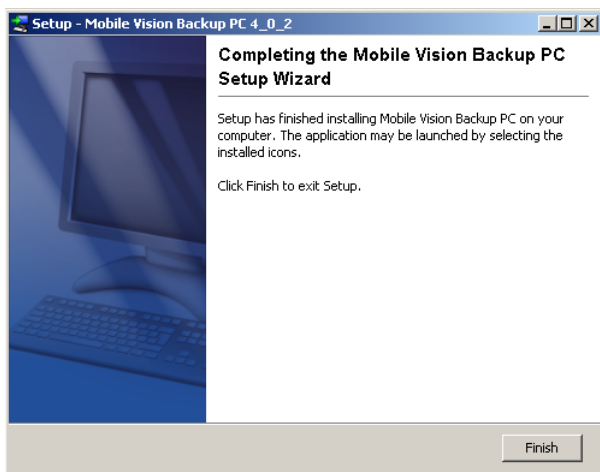 Setup - Mobile Vision Backup PC 4_0_2
Completing the Mobile Vision Backup PC
Setup Wizard
Setup has finished installing Mobile Vision Backup PC on your
computer. The application may be launched by selecting the
installed icons.
Click Finish to exit Setup.
Finish